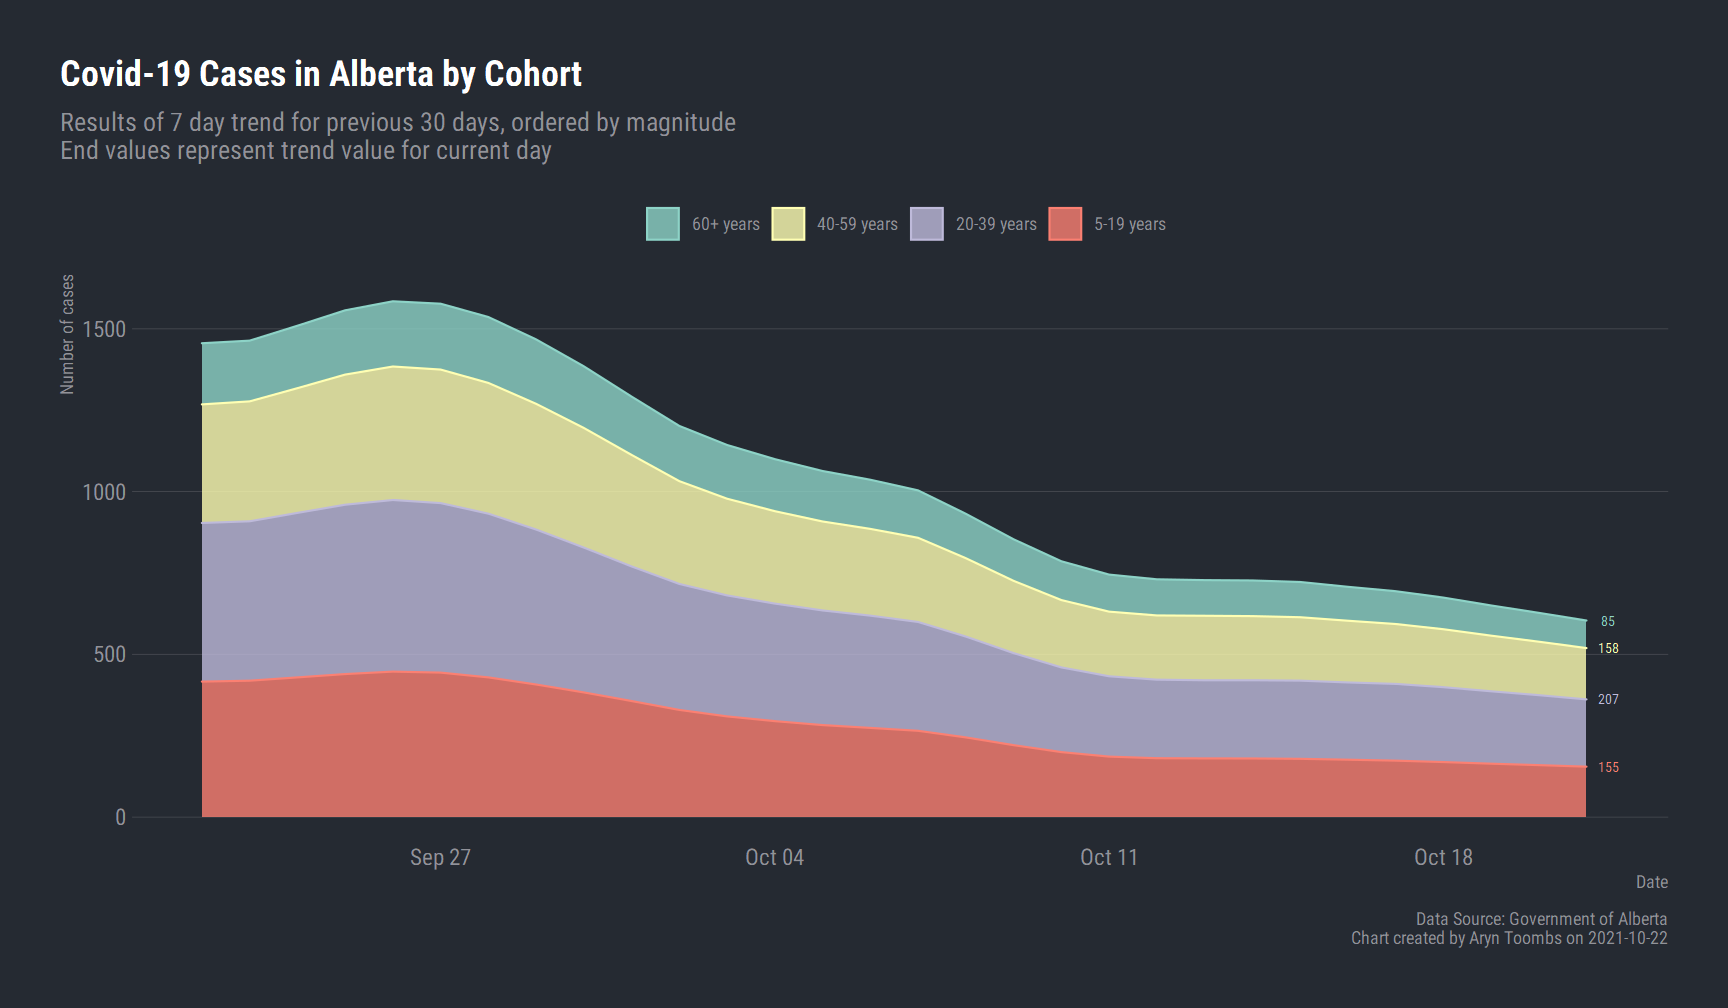 Covid-19 Cases in Alberta by Cohort
Results of 7 day trend for previous 30 days, ordered by magnitude
End values represent trend value for current day
60+ years
40-59 years
20-39 years
5-19 years
Number of cases
1500
1000
500
0
85
158
207
155
Sep 27
Oct 04
Oct 11
Oct 18
Date
Data Source: Government of Alberta
Chart created by Aryn Toombs on 2021-10-22